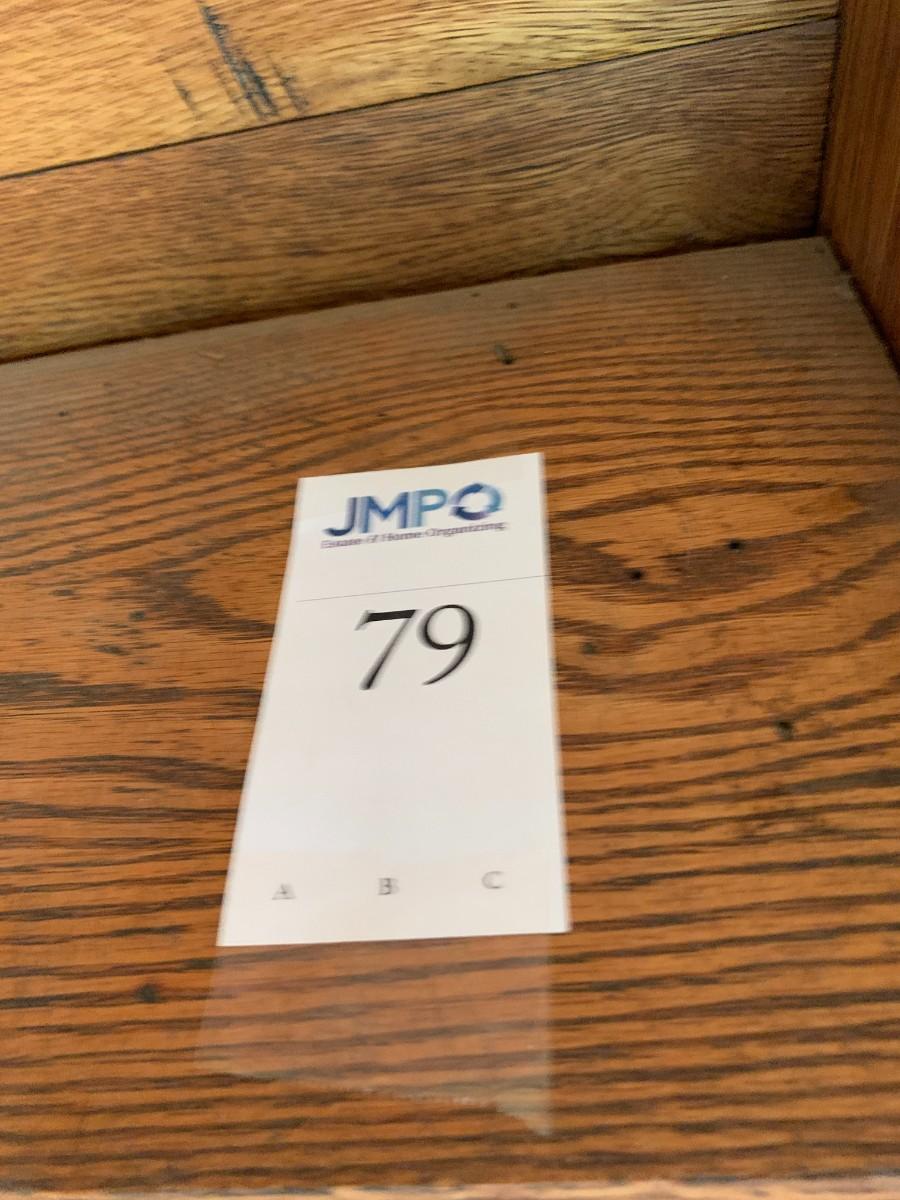 JMPO
Estate & Home Organizing
79
A B C